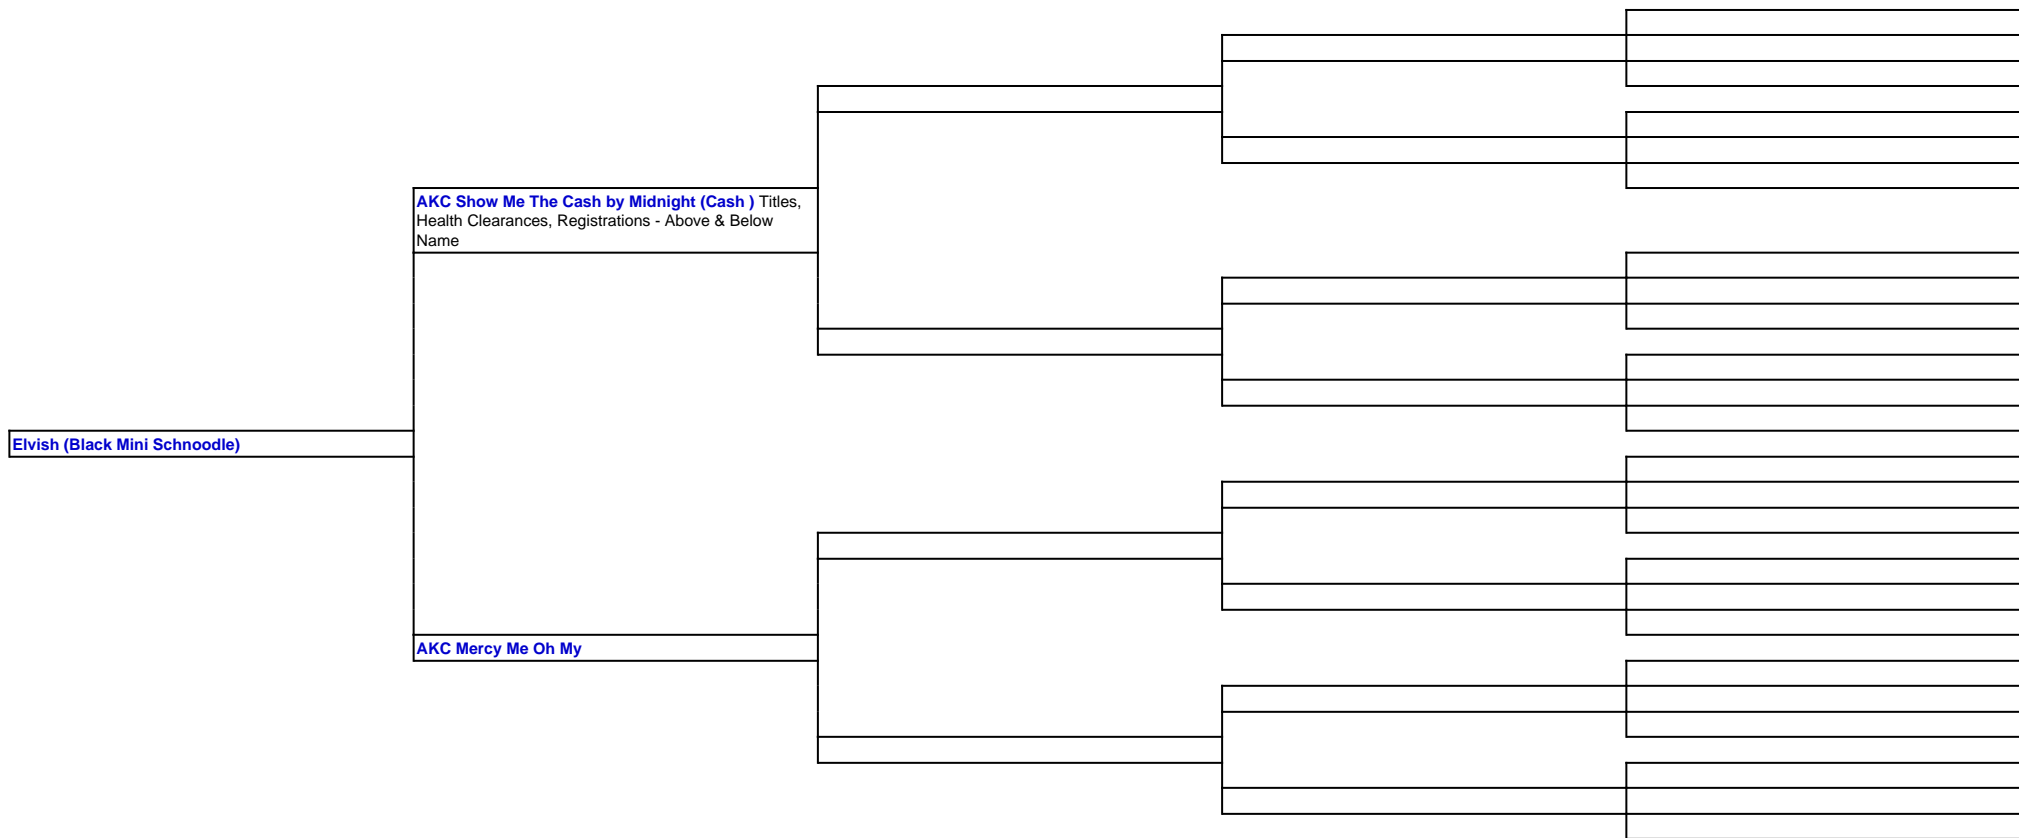 AKC Show Me The Cash by Midnight (Cash ) Titles,
Health Clearances, Registrations - Above & Below
Name
Elvish (Black Mini Schnoodle)
AKC Mercy Me Oh My